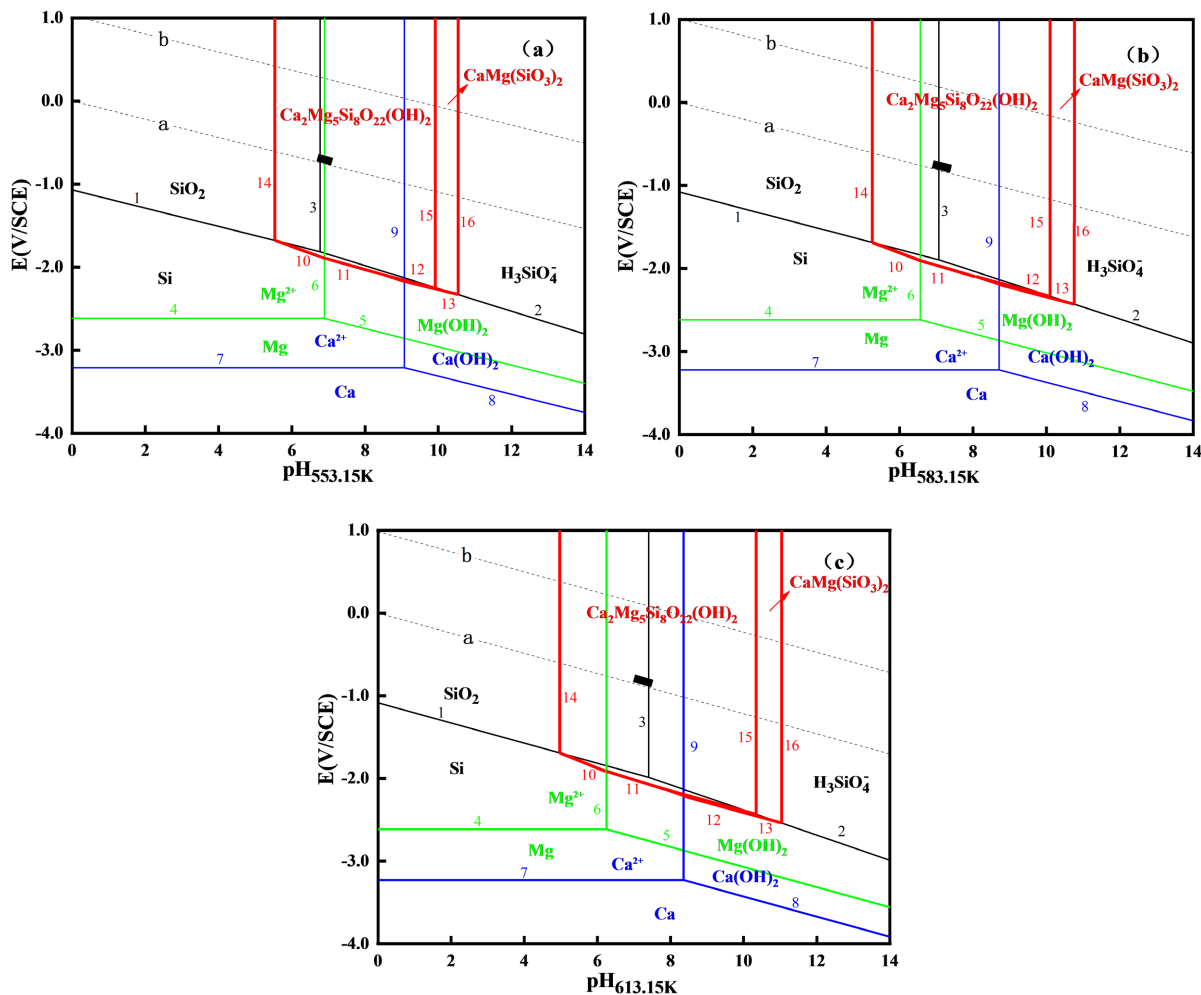 (a)
1.0
0.0
-1.0
-2.0
-3.0
-4.0
E(V/SCE)
b
a
CaMg(SiO₃)₂
Ca₂Mg₅Si₈O₂₂(OH)₂
SiO₂
Si
H₃SiO₄⁻
Mg²⁺
Mg(OH)₂
Mg
Ca²⁺
Ca(OH)₂
Ca
1
2
3
4
5
6
7
8
9
10
11
12
13
14
15
16
0 2 4 6 8 10 12 14
pH553.15K
(b)
1.0
0.0
-1.0
-2.0
-3.0
-4.0
E(V/SCE)
b
a
CaMg(SiO₃)₂
Ca₂Mg₅Si₈O₂₂(OH)₂
SiO₂
Si
H₃SiO₄⁻
Mg²⁺
Mg(OH)₂
Mg
Ca²⁺
Ca(OH)₂
Ca
1
2
3
4
5
6
7
8
9
10
11
12
13
14
15
16
0 2 4 6 8 10 12 14
pH583.15K
(c)
1.0
0.0
-1.0
-2.0
-3.0
-4.0
E(V/SCE)
b
a
CaMg(SiO₃)₂
Ca₂Mg₅Si₈O₂₂(OH)₂
SiO₂
Si
H₃SiO₄⁻
Mg²⁺
Mg(OH)₂
Mg
Ca²⁺
Ca(OH)₂
Ca
1
2
3
4
5
6
7
8
9
10
11
12
13
14
15
16
0 2 4 6 8 10 12 14
pH613.15K